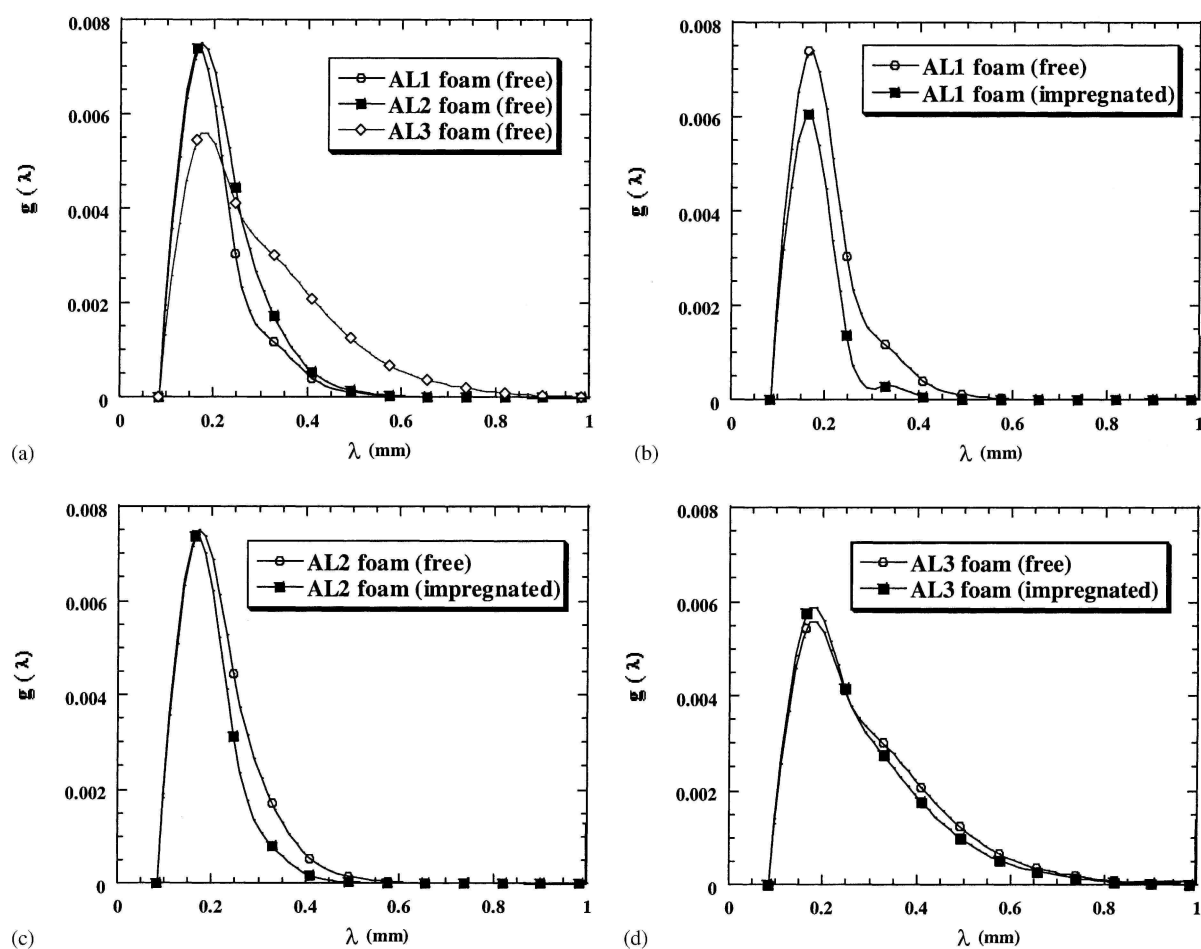 0.008
0.006
0.004
0.002
0
g (λ)
AL1 foam (free)
AL2 foam (free)
AL3 foam (free)
0 0.2 0.4 0.6 0.8 1
λ (mm)
(a)
0.008
0.006
0.004
0.002
0
g (λ)
AL1 foam (free)
AL1 foam (impregnated)
0 0.2 0.4 0.6 0.8 1
λ (mm)
(b)
0.008
0.006
0.004
0.002
0
g (λ)
AL2 foam (free)
AL2 foam (impregnated)
0 0.2 0.4 0.6 0.8 1
λ (mm)
(c)
0.008
0.006
0.004
0.002
0
g (λ)
AL3 foam (free)
AL3 foam (impregnated)
0 0.2 0.4 0.6 0.8 1
λ (mm)
(d)